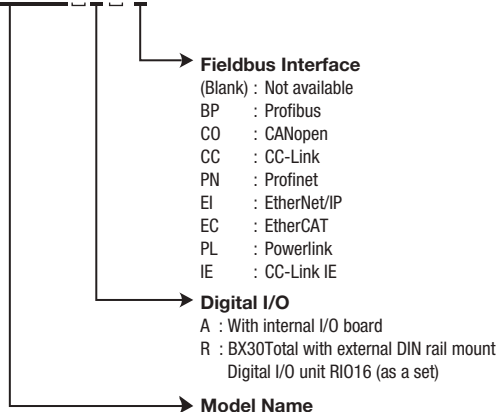 Fieldbus Interface
(Blank) : Not available
BP : Profibus
CO : CANopen
CC : CC-Link
PN : Profinet
EI : EtherNet/IP
EC : EtherCAT
PL : Powerlink
IE : CC-Link IE
Digital I/O
A : With internal I/O board
R : BX30Total with external DIN rail mount
Digital I/O unit RIO16 (as a set)
Model Name